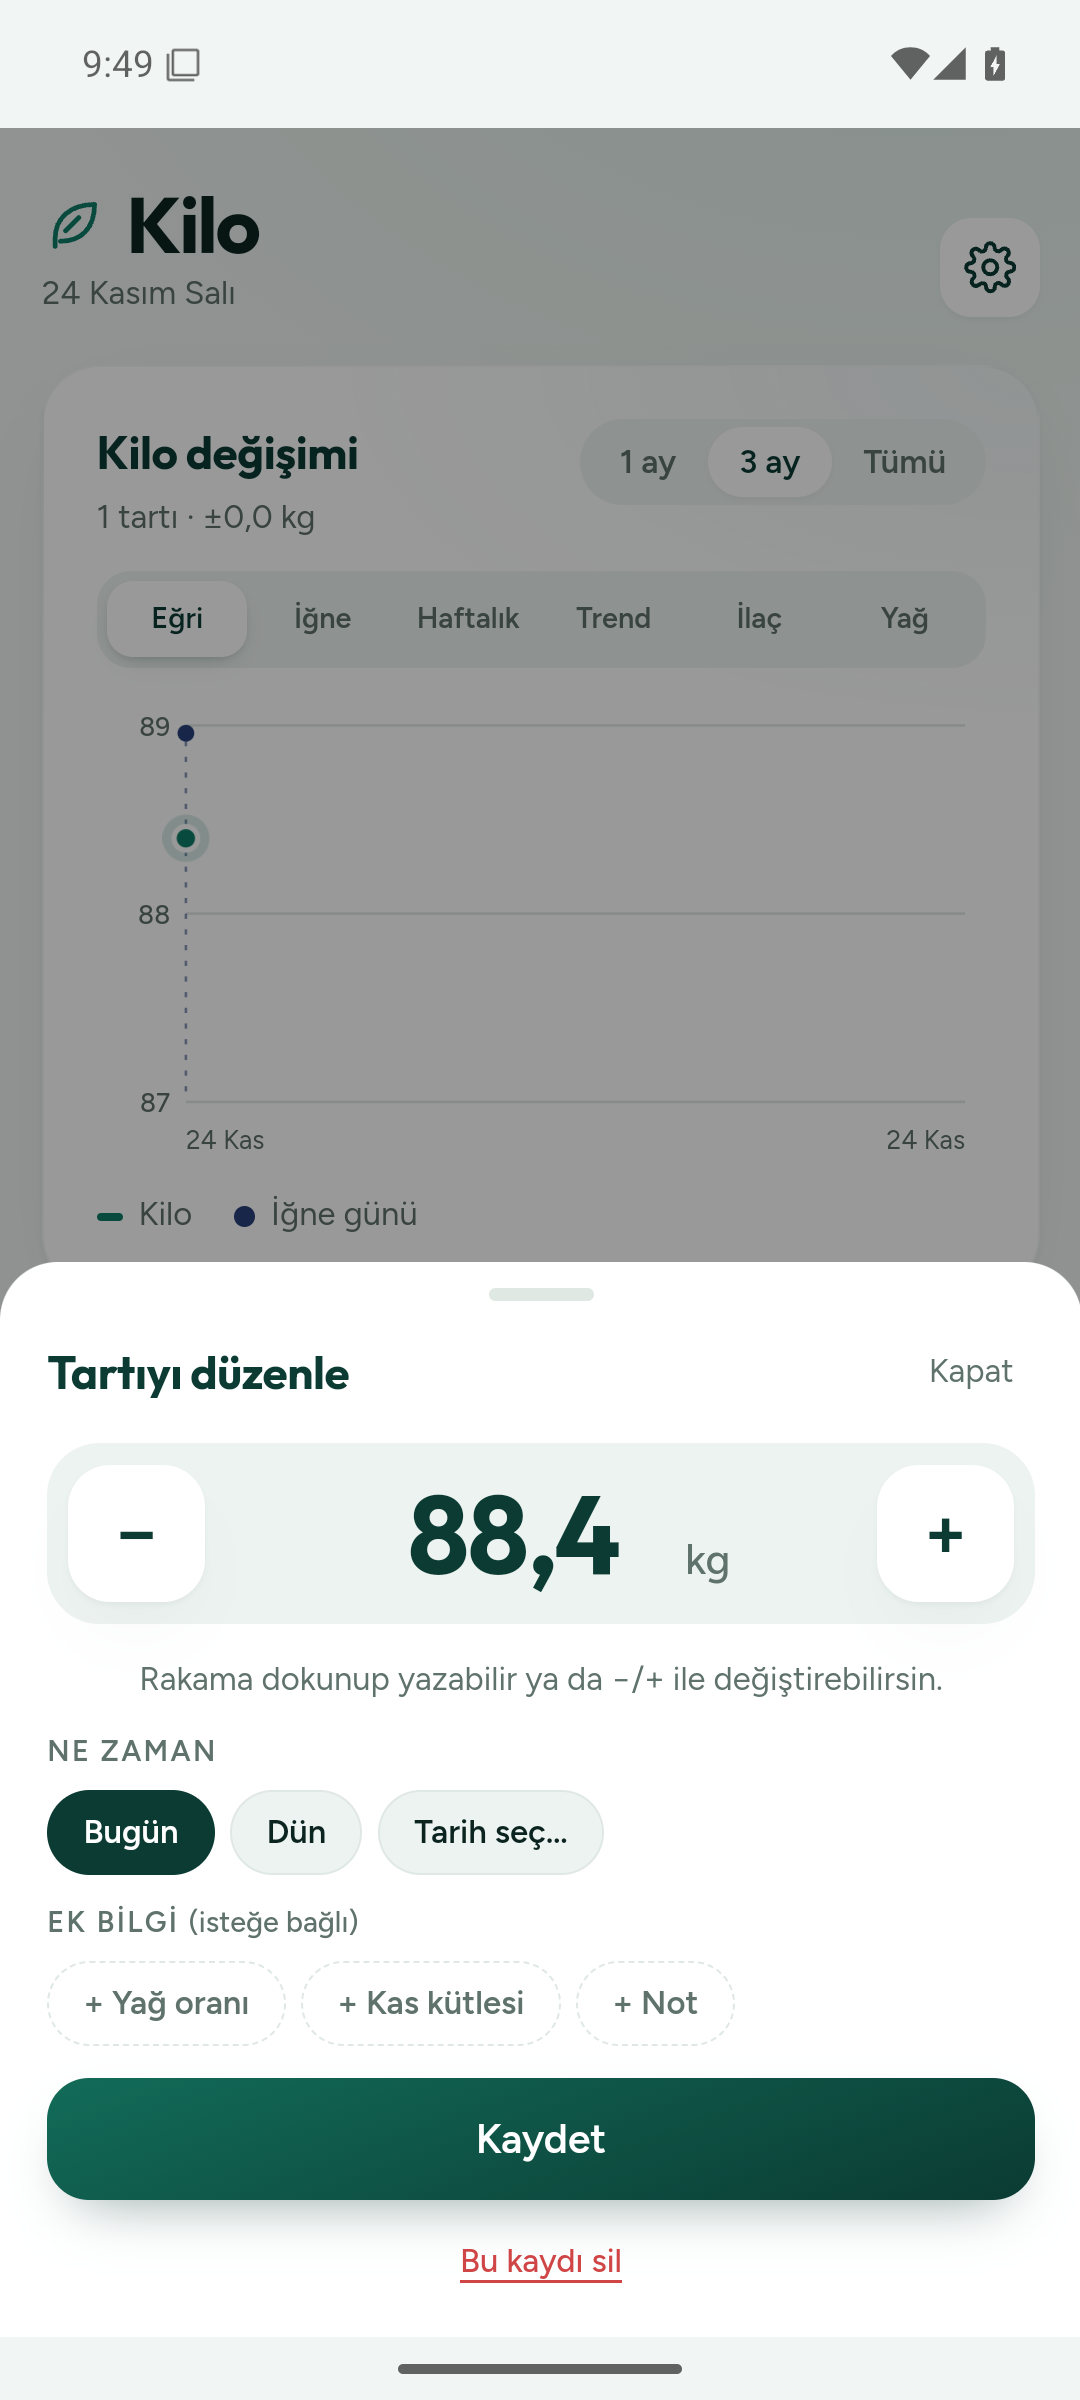 9:49
Kilo
24 Kasım Salı
Kilo değişimi
1 ay 3 ay Tümü
1 tartı · ±0,0 kg
Eğri İğne Haftalık Trend İlaç Yağ
89
88
87
24 Kas 24 Kas
Kilo İğne günü
Tartıyı düzenle Kapat
− 88,4 kg +
Rakama dokunup yazabilir ya da −/+ ile değiştirebilirsin.
NE ZAMAN
Bugün Dün Tarih seç...
EK BİLGİ (isteğe bağlı)
+ Yağ oranı + Kas kütlesi + Not
Kaydet
Bu kaydı sil